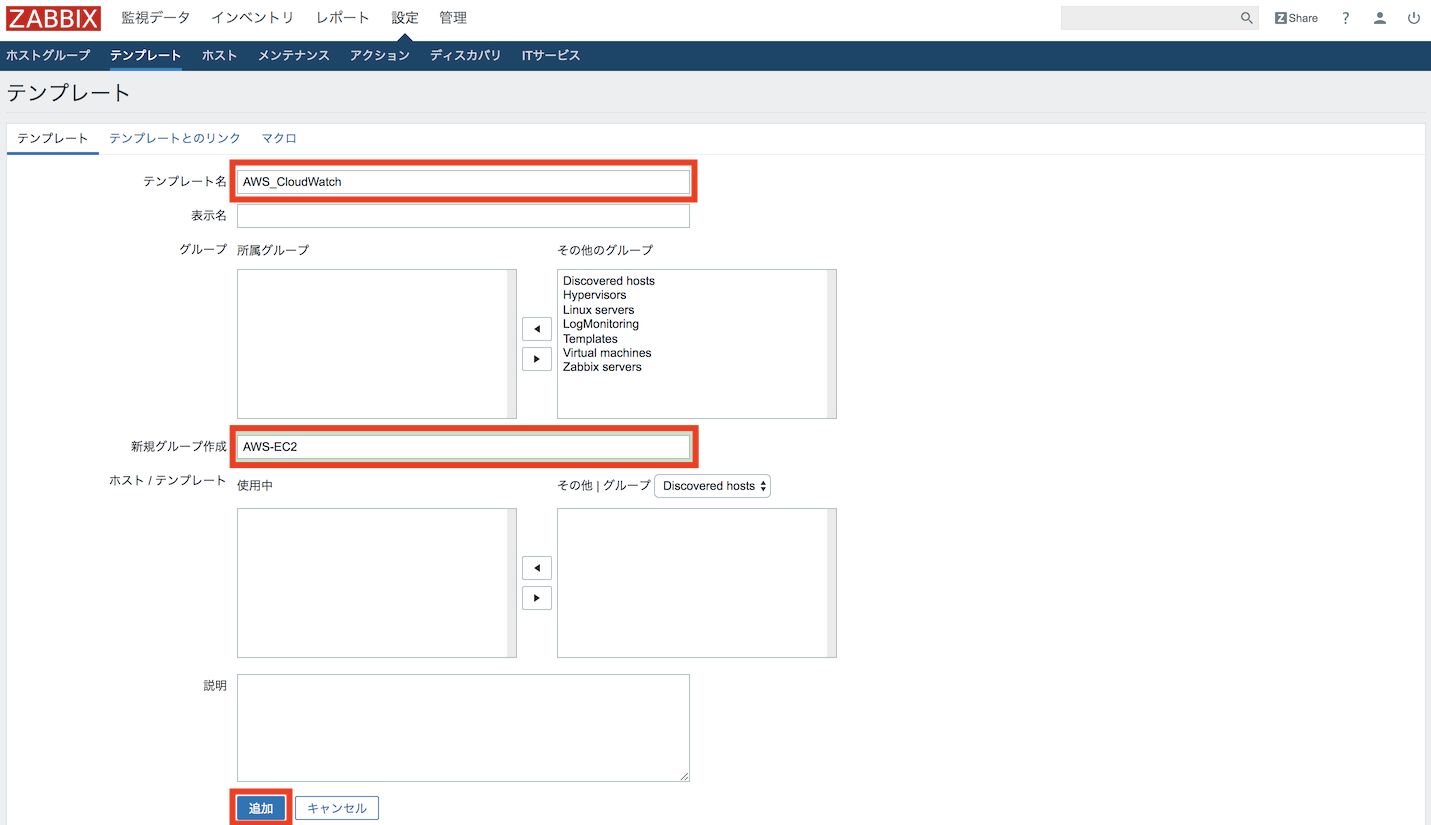 ZABBIX 監視データ インベントリ レポート 設定 管理 Z Share ?
ホストグループ テンプレート ホスト メンテナンス アクション ディスカバリ ITサービス
テンプレート
テンプレート テンプレートとのリンク マクロ
テンプレート名 AWS_CloudWatch
表示名
グループ 所属グループ その他のグループ
Discovered hosts
Hypervisors
Linux servers
LogMonitoring
Templates
Virtual machines
Zabbix servers
新規グループ作成 AWS-EC2
ホスト / テンプレート 使用中 その他 | グループ Discovered hosts
説明
追加 キャンセル